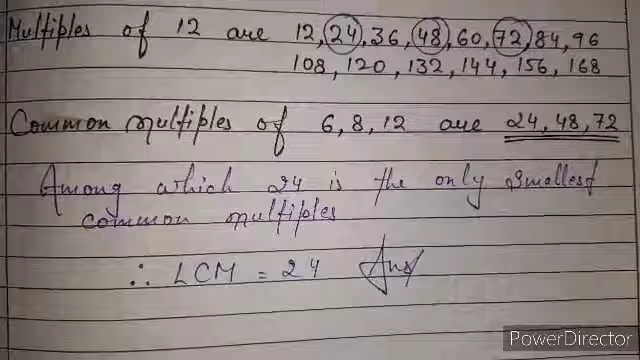 Multiples of 12 are 12, 24, 36, 48, 60, 72, 84, 96
108, 120, 132, 144, 156, 168
Common multiples of 6, 8, 12 are 24, 48, 72
Among which 24 is the only smallest
common multiples
∴ LCM = 24 Ans
PowerDirector